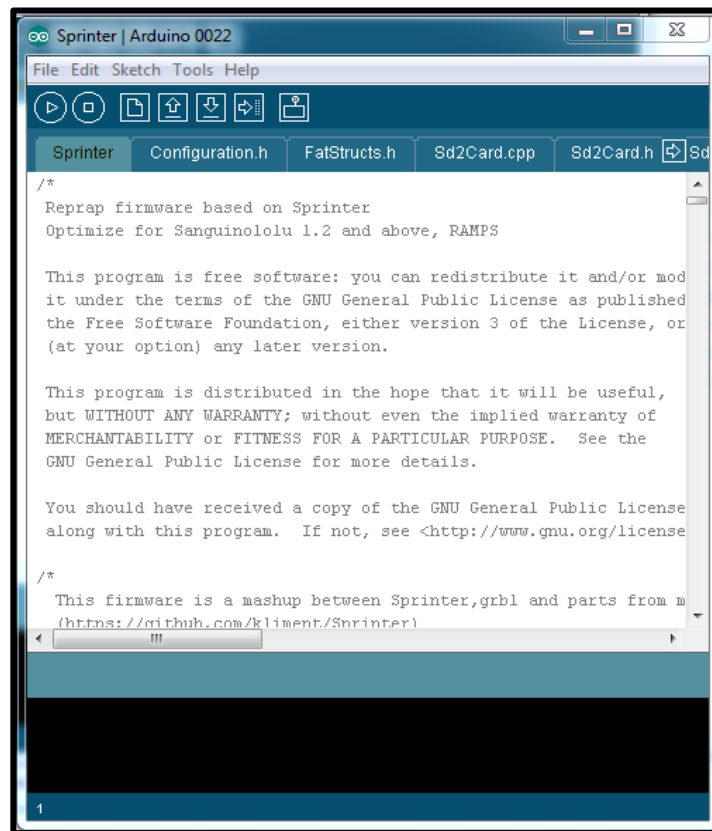 Sprinter | Arduino 0022
File Edit Sketch Tools Help
Sprinter Configuration.h FatStructs.h Sd2Card.cpp Sd2Card.h Sd
/*
Reprap firmware based on Sprinter
Optimize for Sanguinololu 1.2 and above, RAMPS
This program is free software: you can redistribute it and/or mod
it under the terms of the GNU General Public License as published
the Free Software Foundation, either version 3 of the License, or
(at your option) any later version.
This program is distributed in the hope that it will be useful,
but WITHOUT ANY WARRANTY; without even the implied warranty of
MERCHANTABILITY or FITNESS FOR A PARTICULAR PURPOSE.  See the
GNU General Public License for more details.
You should have received a copy of the GNU General Public License
along with this program.  If not, see <http://www.gnu.org/license
/*
This firmware is a mashup between Sprinter,grbl and parts from m
(https://github.com/kliment/Sprinter)
1